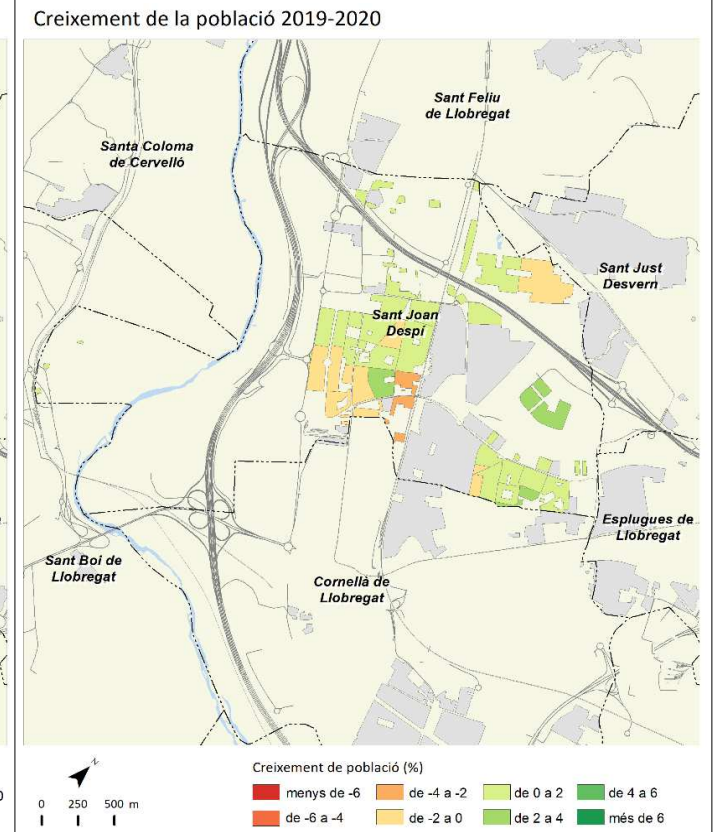 Creixement de la població 2019-2020
Sant Feliu
de Llobregat
Santa Coloma
de Cervelló
Sant Just
Desvern
Sant Joan
Despí
Esplugues de
Llobregat
Sant Boi de
Llobregat
Cornellà de
Llobregat
N
0 250 500 m
Creixement de població (%)
menys de -6 de -4 a -2 de 0 a 2 de 4 a 6
de -6 a -4 de -2 a 0 de 2 a 4 més de 6